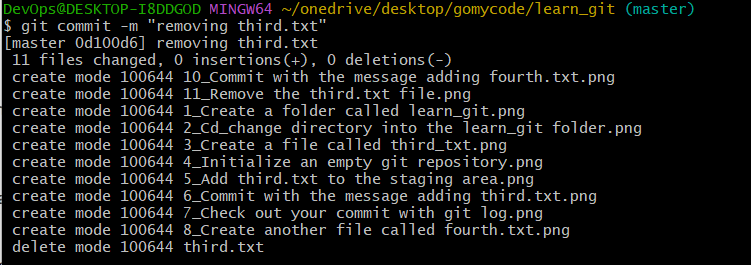 DevOps@DESKTOP-I8DDGOD MINGW64 ~/onedrive/desktop/gomycode/learn_git (master)
$ git commit -m "removing third.txt"
[master 0d100d6] removing third.txt
 11 files changed, 0 insertions(+), 0 deletions(-)
 create mode 100644 10_Commit with the message adding fourth.txt.png
 create mode 100644 11_Remove the third.txt file.png
 create mode 100644 1_Create a folder called learn_git.png
 create mode 100644 2_Cd_change directory into the learn_git folder.png
 create mode 100644 3_Create a file called third_txt.png
 create mode 100644 4_Initialize an empty git repository.png
 create mode 100644 5_Add third.txt to the staging area.png
 create mode 100644 6_Commit with the message adding third.txt.png
 create mode 100644 7_Check out your commit with git log.png
 create mode 100644 8_Create another file called fourth.txt.png
 delete mode 100644 third.txt